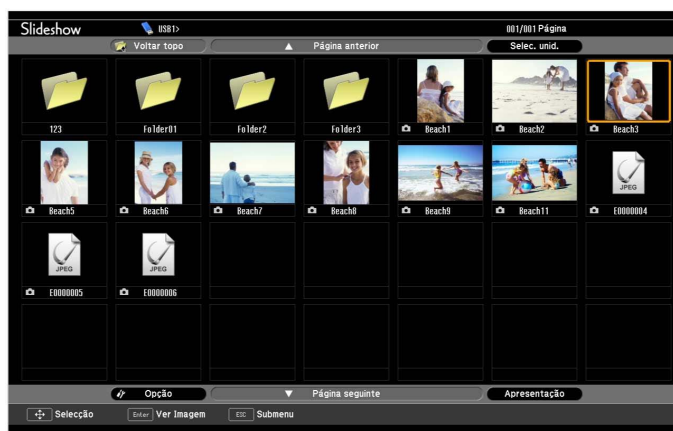 Slideshow USB1> 001/001 Página
Voltar topo Página anterior Selec. unid.
123 Folder01 Folder2 Folder3 Beach1 Beach2 Beach3
Beach5 Beach6 Beach7 Beach8 Beach9 Beach11 JPEG E0000004
JPEG E0000005 JPEG E0000006
Opção Página seguinte Apresentação
Selecção Enter Ver Imagem ESC Submenu